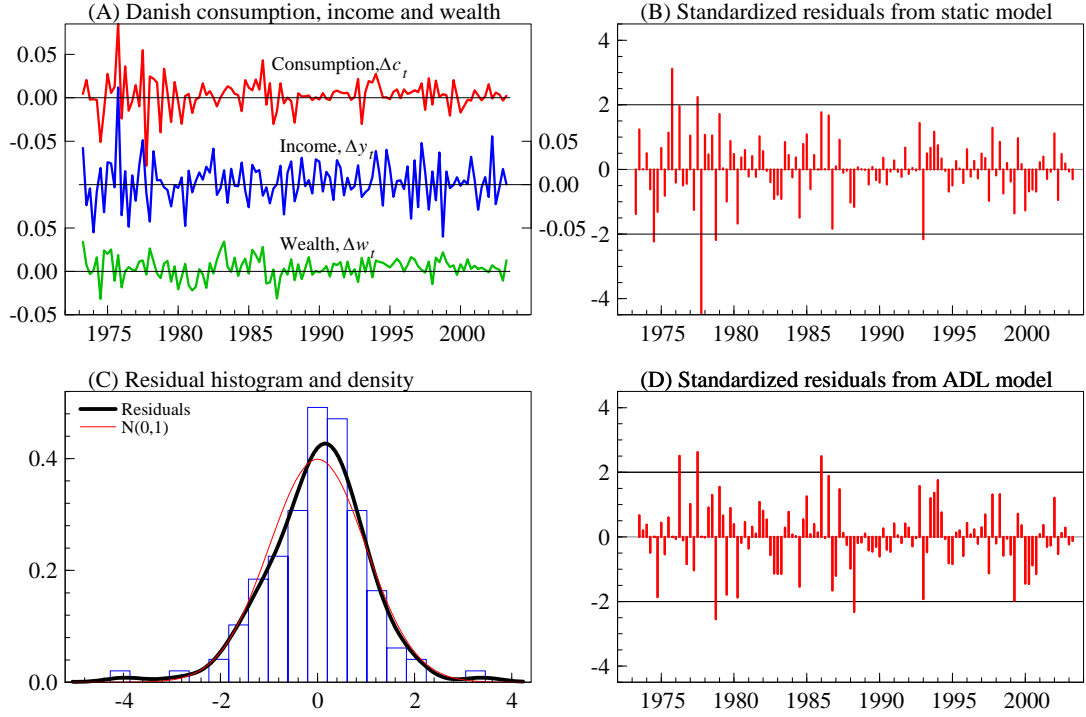 (A) Danish consumption, income and wealth
0.05
0.00
-0.05
0.05
0.00
-0.05
0.05
0.00
-0.05
Consumption, Δc_t
Income, Δy_t
Wealth, Δw_t
1975 1980 1985 1990 1995 2000
(B) Standardized residuals from static model
4
2
0
-2
-4
1975 1980 1985 1990 1995 2000
(C) Residual histogram and density
Residuals
N(0,1)
0.4
0.2
0.0
-4 -2 0 2 4
(D) Standardized residuals from ADL model
4
2
0
-2
-4
1975 1980 1985 1990 1995 2000